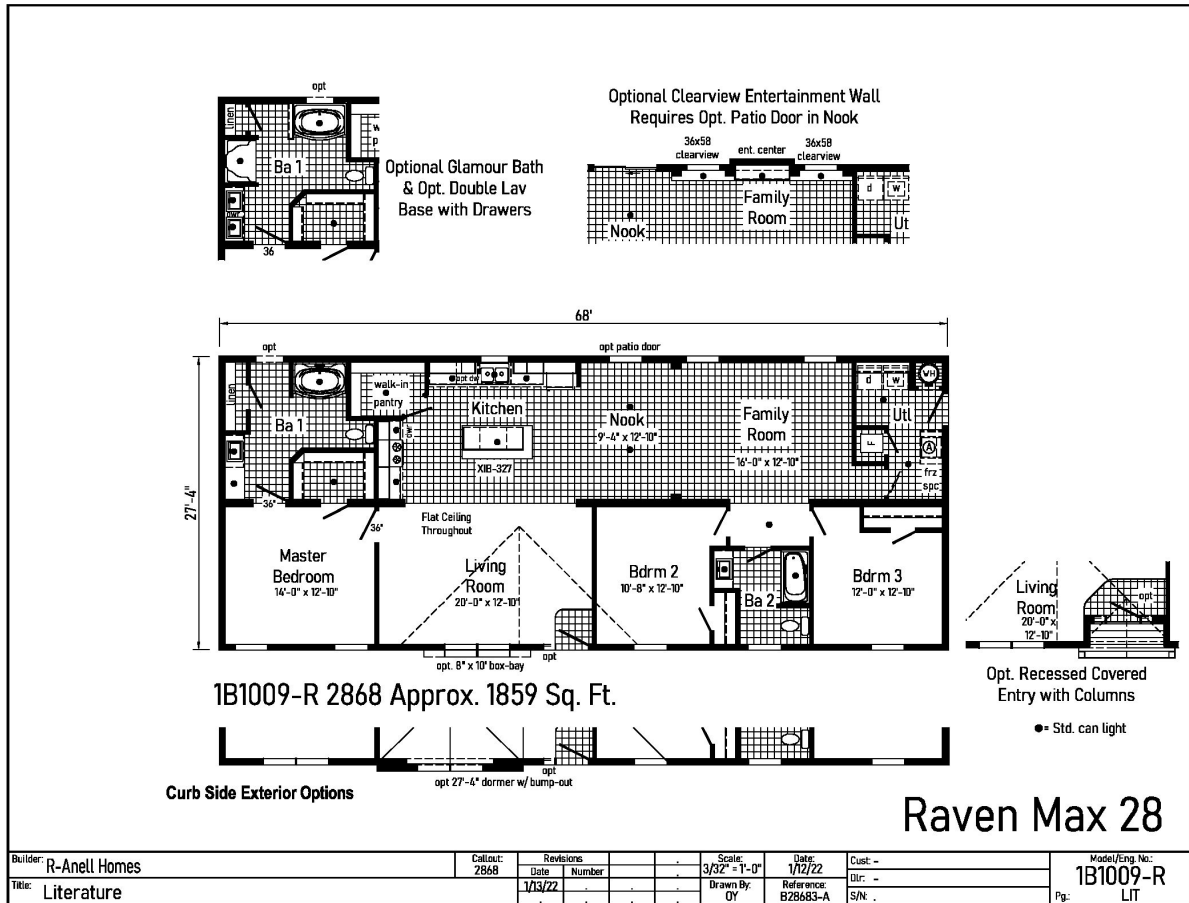 opt
linen
w
p
Ba 1
dwr
36
Optional Glamour Bath
& Opt. Double Lav
Base with Drawers
Optional Clearview Entertainment Wall
Requires Opt. Patio Door in Nook
36x58
clearview
ent. center
36x58
clearview
Family
Room
Nook
d
w
Ut
68'
27'-4"
opt
opt patio door
linen
Ba 1
walk-in
pantry
opt dw
Kitchen
dwr
XIB-327
Nook
9'-4" x 12'-10"
Family
Room
16'-0" x 12'-10"
d
w
WH
Utl
F
A
frz
spc
36"
36"
Flat Ceiling
Throughout
Master
Bedroom
14'-0" x 12'-10"
Living
Room
20'-0" x 12'-10"
Bdrm 2
10'-8" x 12'-10"
Ba 2
Bdrm 3
12'-0" x 12'-10"
opt. 8" x 10' box-bay
opt
Living
Room
20'-0" x
12'-10"
opt
Opt. Recessed Covered
Entry with Columns
1B1009-R 2868 Approx. 1859 Sq. Ft.
●= Std. can light
opt 27'-4" dormer w/ bump-out
opt
Curb Side Exterior Options
Raven Max 28
Builder: R-Anell Homes
Title: Literature
Callout:
2868
Revisions
Date Number
1/13/22
Scale:
3/32" = 1'-0"
Date:
1/12/22
Drawn By:
OY
Reference:
B28683-A
Cust: -
Dlr: -
S/N: .
Model/Eng. No.:
1B1009-R
Pg.: LIT